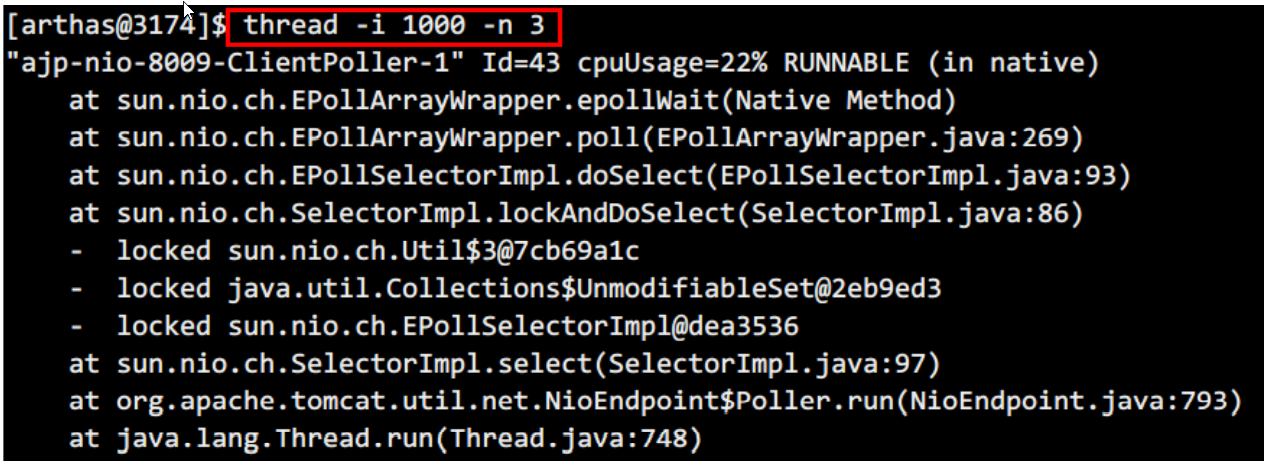 [arthas@3174]$ thread -i 1000 -n 3
"ajp-nio-8009-ClientPoller-1" Id=43 cpuUsage=22% RUNNABLE (in native)
    at sun.nio.ch.EPollArrayWrapper.epollWait(Native Method)
    at sun.nio.ch.EPollArrayWrapper.poll(EPollArrayWrapper.java:269)
    at sun.nio.ch.EPollSelectorImpl.doSelect(EPollSelectorImpl.java:93)
    at sun.nio.ch.SelectorImpl.lockAndDoSelect(SelectorImpl.java:86)
    -  locked sun.nio.ch.Util$3@7cb69a1c
    -  locked java.util.Collections$UnmodifiableSet@2eb9ed3
    -  locked sun.nio.ch.EPollSelectorImpl@dea3536
    at sun.nio.ch.SelectorImpl.select(SelectorImpl.java:97)
    at org.apache.tomcat.util.net.NioEndpoint$Poller.run(NioEndpoint.java:793)
    at java.lang.Thread.run(Thread.java:748)